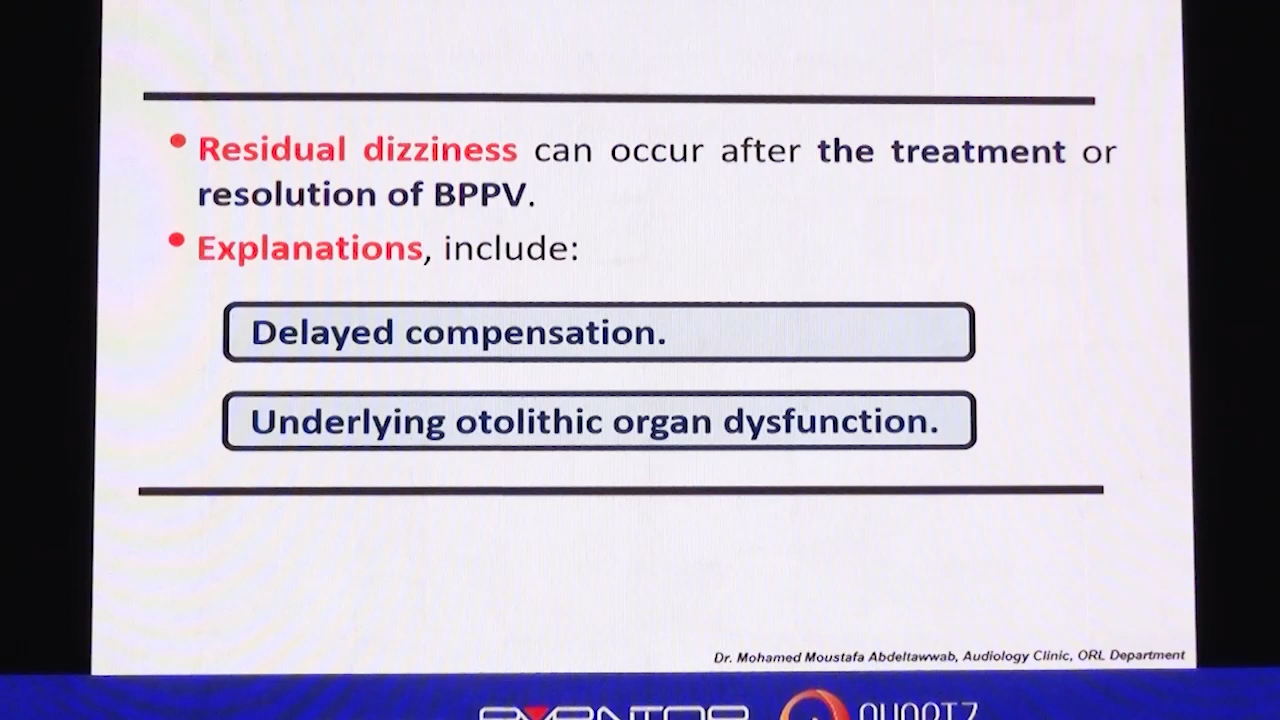 • Residual dizziness can occur after the treatment or
resolution of BPPV.
• Explanations, include:
Delayed compensation.
Underlying otolithic organ dysfunction.
Dr. Mohamed Moustafa Abdeltawwab, Audiology Clinic, ORL Department